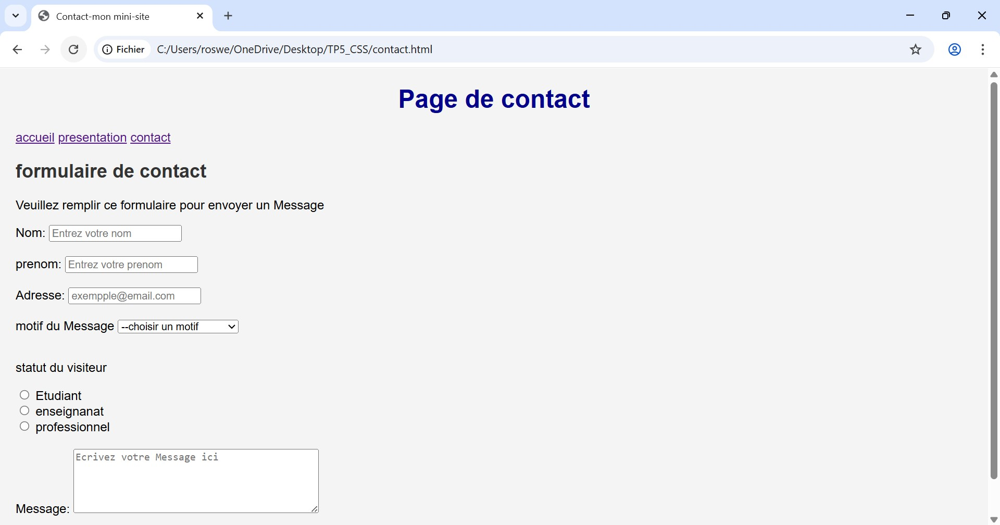 Contact-mon mini-site
Fichier C:/Users/roswe/OneDrive/Desktop/TP5_CSS/contact.html
Page de contact
accueil presentation contact
formulaire de contact
Veuillez remplir ce formulaire pour envoyer un Message
Nom: Entrez votre nom
prenom: Entrez votre prenom
Adresse: exempple@email.com
motif du Message --choisir un motif
statut du visiteur
Etudiant
enseignanat
professionnel
Ecrivez votre Message ici
Message: